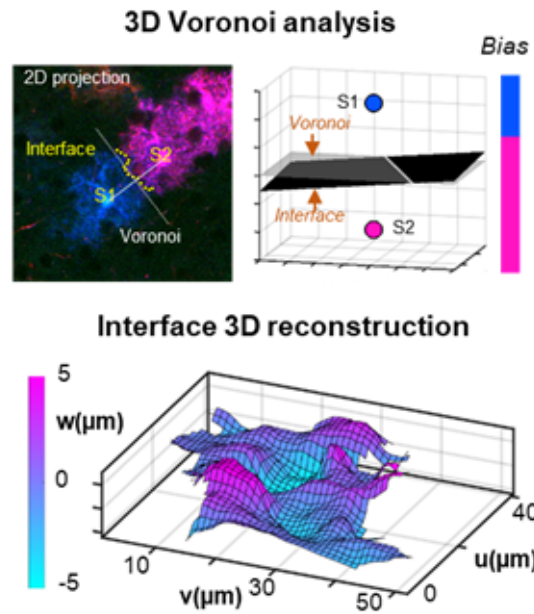 3D Voronoi analysis
2D projection
Interface
S2
S1
Voronoi
Bias
S1
Voronoi
Interface
S2
Interface 3D reconstruction
5
w(µm)
0
-5
10
30
50
v(µm)
0
u(µm)
40